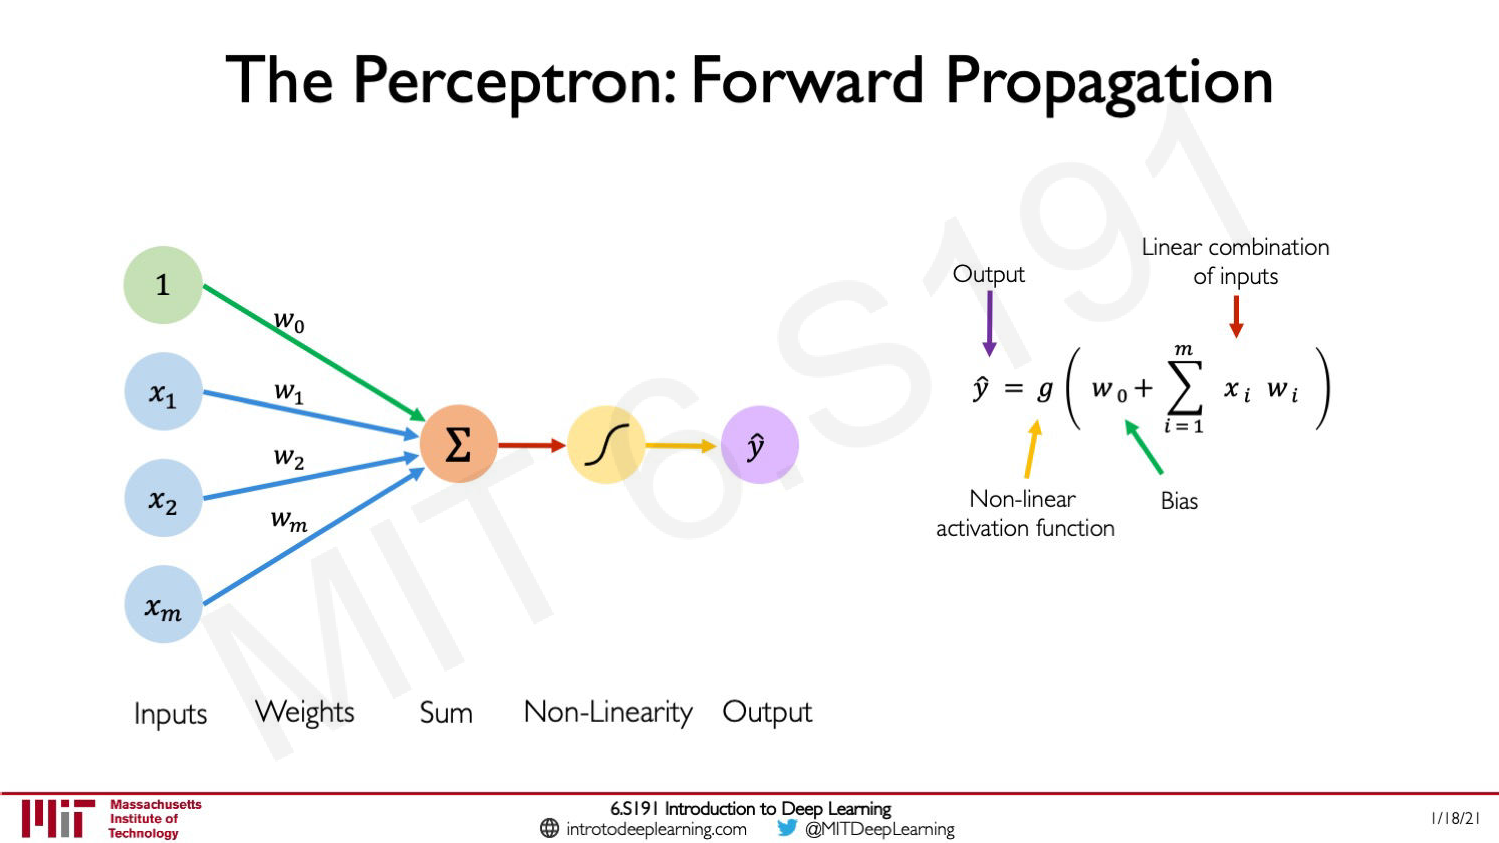 The Perceptron: Forward Propagation
MIT 6.S191
1
x₁
x₂
xₘ
w₀
w₁
w₂
wₘ
Σ
∫
ŷ
Inputs
Weights
Sum
Non-Linearity
Output
Output
Linear combination
of inputs
ŷ = g ( w₀ + ∑ᵢ₌₁ᵐ xᵢ wᵢ )
Non-linear
activation function
Bias
Massachusetts
Institute of
Technology
6.S191 Introduction to Deep Learning
introtodeeplearning.com @MITDeepLearning
1/18/21